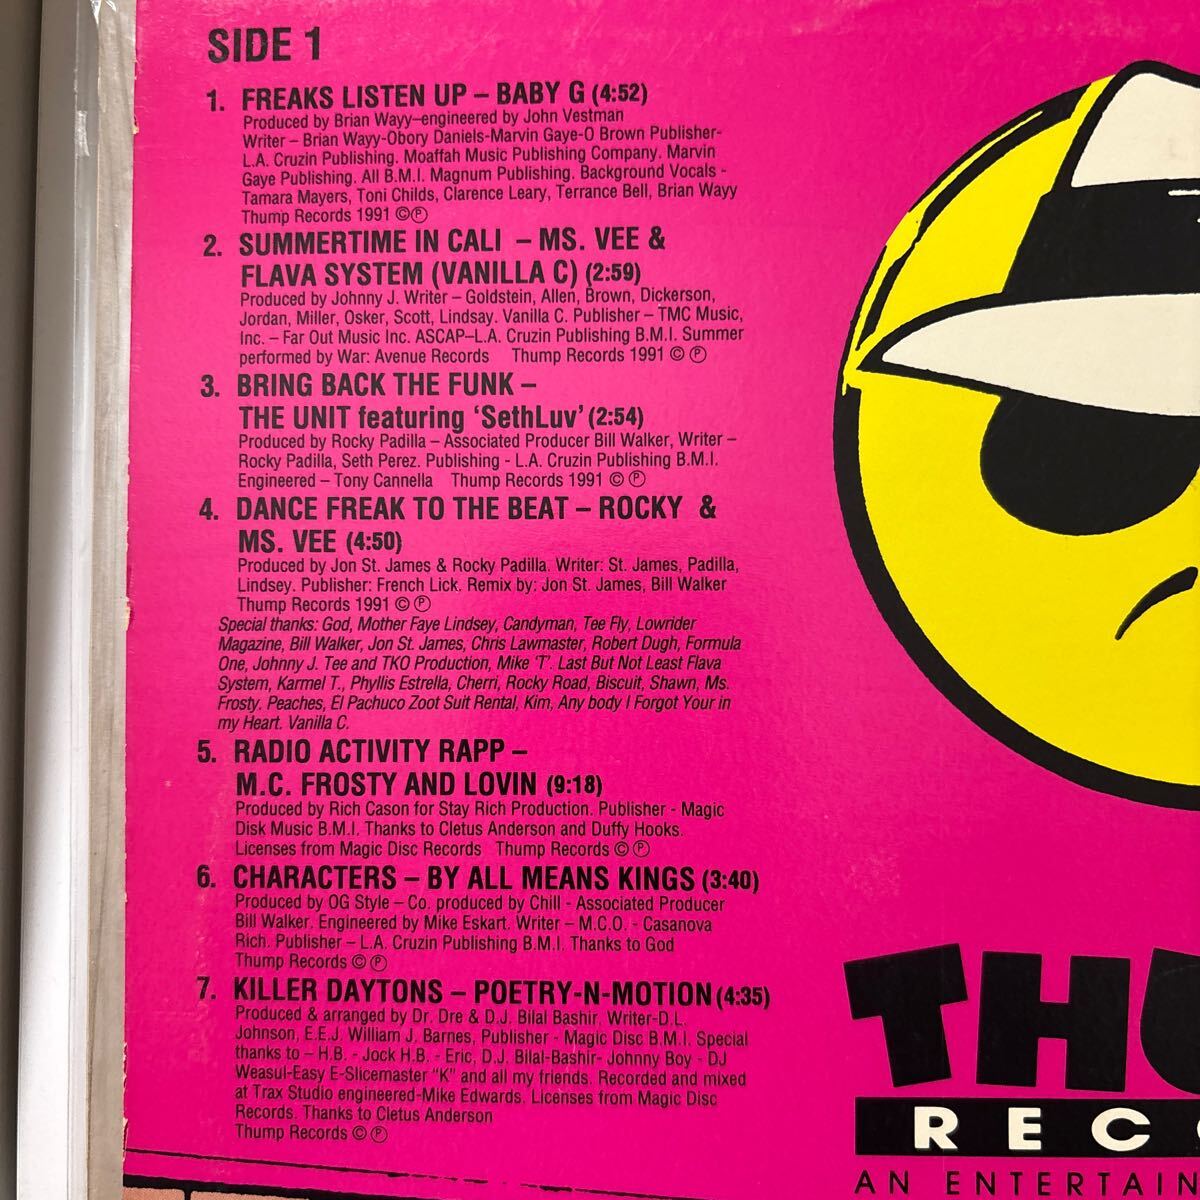 SIDE 1
1. FREAKS LISTEN UP – BABY G (4:52)
Produced by Brian Wayy–engineered by John Vestman
Writer – Brian Wayy-Obory Daniels-Marvin Gaye-O Brown Publisher-
L.A. Cruzin Publishing. Moaffah Music Publishing Company. Marvin
Gaye Publishing. All B.M.I. Magnum Publishing. Background Vocals -
Tamara Mayers, Toni Childs, Clarence Leary, Terrance Bell, Brian Wayy
Thump Records 1991 ©℗
2. SUMMERTIME IN CALI – MS. VEE &
FLAVA SYSTEM (VANILLA C) (2:59)
Produced by Johnny J. Writer – Goldstein, Allen, Brown, Dickerson,
Jordan, Miller, Osker, Scott, Lindsay. Vanilla C. Publisher – TMC Music,
Inc. – Far Out Music Inc. ASCAP–L.A. Cruzin Publishing B.M.I. Summer
performed by War: Avenue Records Thump Records 1991 © ℗
3. BRING BACK THE FUNK –
THE UNIT featuring ‘SethLuv’ (2:54)
Produced by Rocky Padilla – Associated Producer Bill Walker, Writer –
Rocky Padilla, Seth Perez. Publishing - L.A. Cruzin Publishing B.M.I.
Engineered – Tony Cannella Thump Records 1991 © ℗
4. DANCE FREAK TO THE BEAT – ROCKY &
MS. VEE (4:50)
Produced by Jon St. James & Rocky Padilla. Writer: St. James, Padilla,
Lindsey. Publisher: French Lick. Remix by: Jon St. James, Bill Walker
Thump Records 1991 © ℗
Special thanks: God, Mother Faye Lindsey, Candyman, Tee Fly, Lowrider
Magazine, Bill Walker, Jon St. James, Chris Lawmaster, Robert Dugh, Formula
One, Johnny J. Tee and TKO Production, Mike ‘T’. Last But Not Least Flava
System, Karmel T., Phyllis Estrella, Cherri, Rocky Road, Biscuit, Shawn, Ms.
Frosty. Peaches, El Pachuco Zoot Suit Rental, Kim, Any body I Forgot Your in
my Heart. Vanilla C.
5. RADIO ACTIVITY RAPP –
M.C. FROSTY AND LOVIN (9:18)
Produced by Rich Cason for Stay Rich Production. Publisher - Magic
Disk Music B.M.I. Thanks to Cletus Anderson and Duffy Hooks.
Licenses from Magic Disc Records Thump Records © ℗
6. CHARACTERS – BY ALL MEANS KINGS (3:40)
Produced by OG Style – Co. produced by Chill - Associated Producer
Bill Walker. Engineered by Mike Eskart. Writer – M.C.O. - Casanova
Rich. Publisher – L.A. Cruzin Publishing B.M.I. Thanks to God
Thump Records © ℗
7. KILLER DAYTONS – POETRY-N-MOTION (4:35)
Produced & arranged by Dr. Dre & D.J. Bilal Bashir, Writer-D.L.
Johnson, E.E.J. William J. Barnes, Publisher - Magic Disc B.M.I. Special
thanks to – H.B. - Jock H.B. - Eric, D.J. Bilal-Bashir- Johnny Boy - DJ
Weasul-Easy E-Slicemaster “K” and all my friends. Recorded and mixed
at Trax Studio engineered-Mike Edwards. Licenses from Magic Disc
Records. Thanks to Cletus Anderson
Thump Records © ℗
THU
REC
AN ENTERTAIN